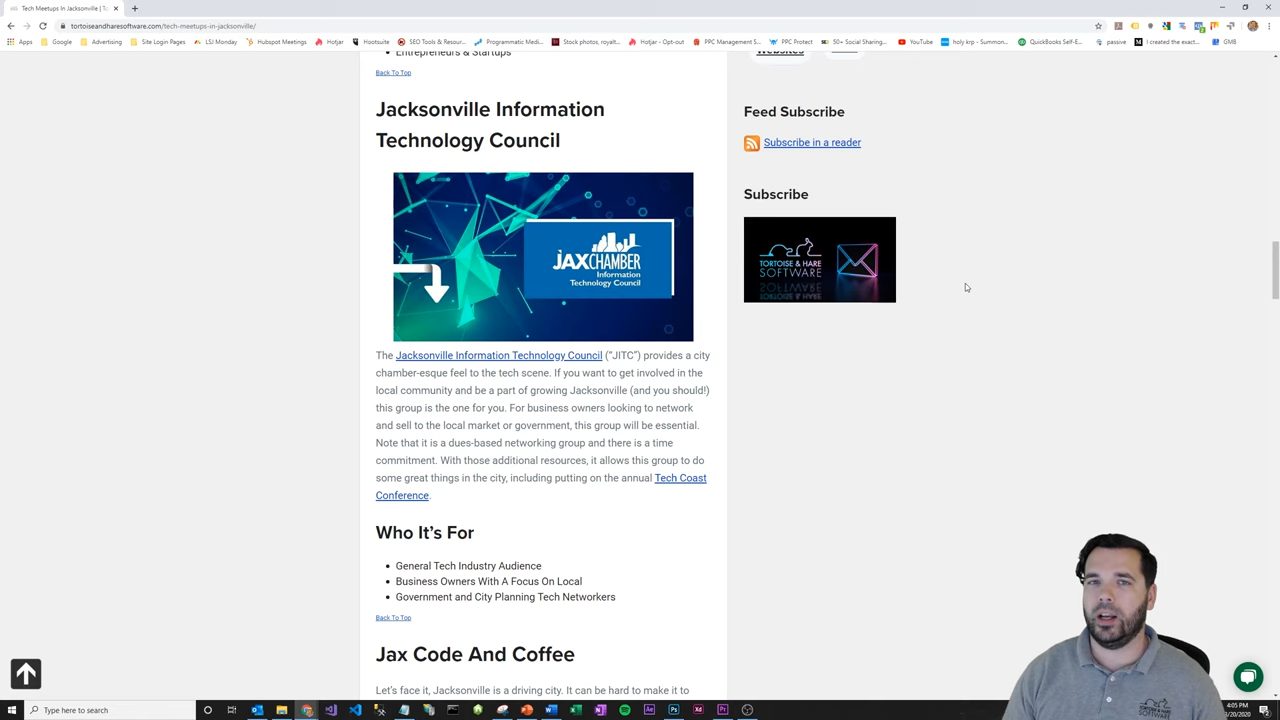 Tech Meetups In Jacksonville | To
tortoiseandharesoftware.com/tech-meetups-in-jacksonville/
Apps
Google
Advertising
Site Login Pages
LSJ Monday
Hubspot Meetings
Hotjar
Hootsuite
SEO Tools & Resour...
Programmatic Medi...
Stock photos, royalt...
Hotjar - Opt-out
PPC Management S...
PPC Protect
50+ Social Sharing...
YouTube
holy krp - Summon...
QuickBooks Self-E...
passive
I created the exact...
GMB
Entrepreneurs & Startups
Back To Top
Jacksonville Information
Technology Council
JAXCHAMBER
Information
Technology Council
The Jacksonville Information Technology Council ("JITC") provides a city
chamber-esque feel to the tech scene. If you want to get involved in the
local community and be a part of growing Jacksonville (and you should!)
this group is the one for you. For business owners looking to network
and sell to the local market or government, this group will be essential.
Note that it is a dues-based networking group and there is a time
commitment. With those additional resources, it allows this group to do
some great things in the city, including putting on the annual Tech Coast
Conference.
Who It's For
General Tech Industry Audience
Business Owners With A Focus On Local
Government and City Planning Tech Networkers
Back To Top
Jax Code And Coffee
Let's face it, Jacksonville is a driving city. It can be hard to make it to
Websites
Feed Subscribe
Subscribe in a reader
Subscribe
TORTOISE & HARE
SOFTWARE
Type here to search
4:05 PM
3/20/2020